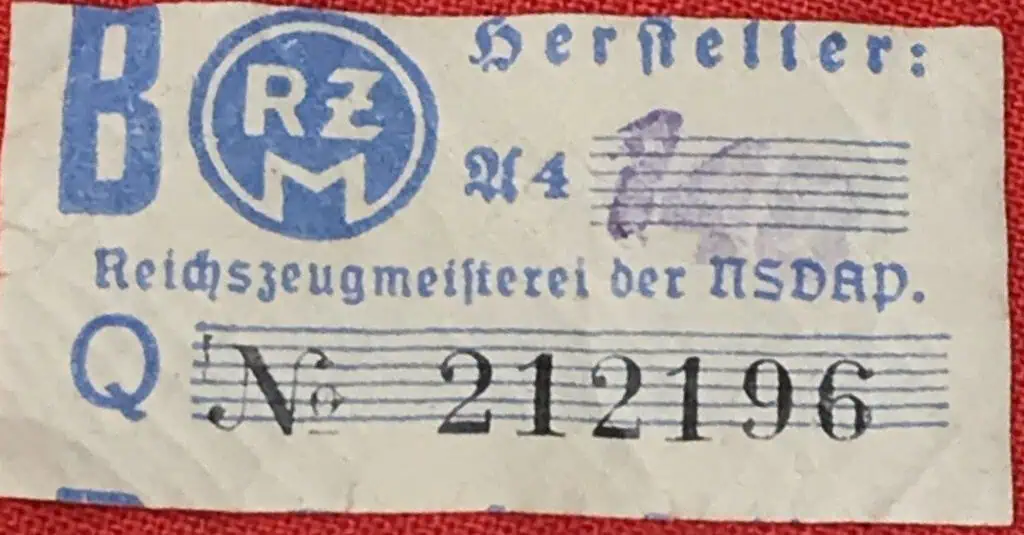 B RZM Hersteller:
A4
Reichszeugmeisterei der NSDAP.
Q № 212196